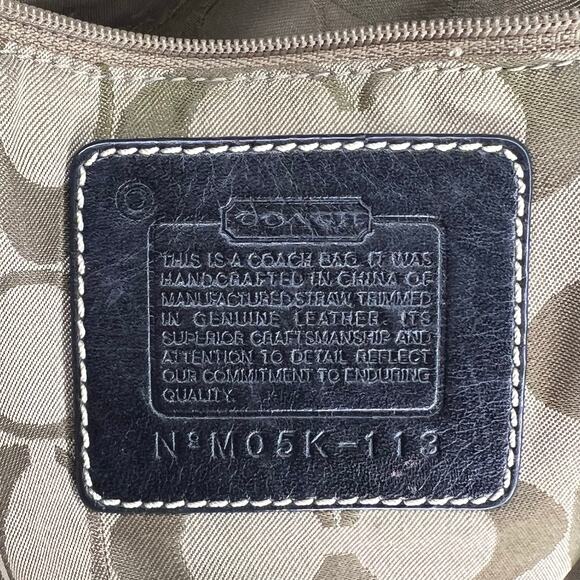 COACH
THIS IS A COACH BAG. IT WAS
HANDCRAFTED IN CHINA OF
MANUFACTURED STRAW, TRIMMED
IN GENUINE LEATHER. ITS
SUPERIOR CRAFTSMANSHIP AND
ATTENTION TO DETAIL REFLECT
OUR COMMITMENT TO ENDURING
QUALITY.
Nº M05K-113